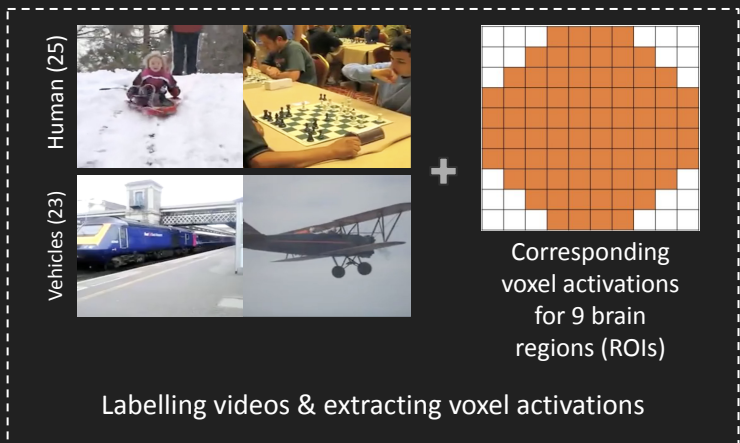 Human (25)
Vehicles (23)
+
Corresponding
voxel activations
for 9 brain
regions (ROIs)
Labelling videos & extracting voxel activations